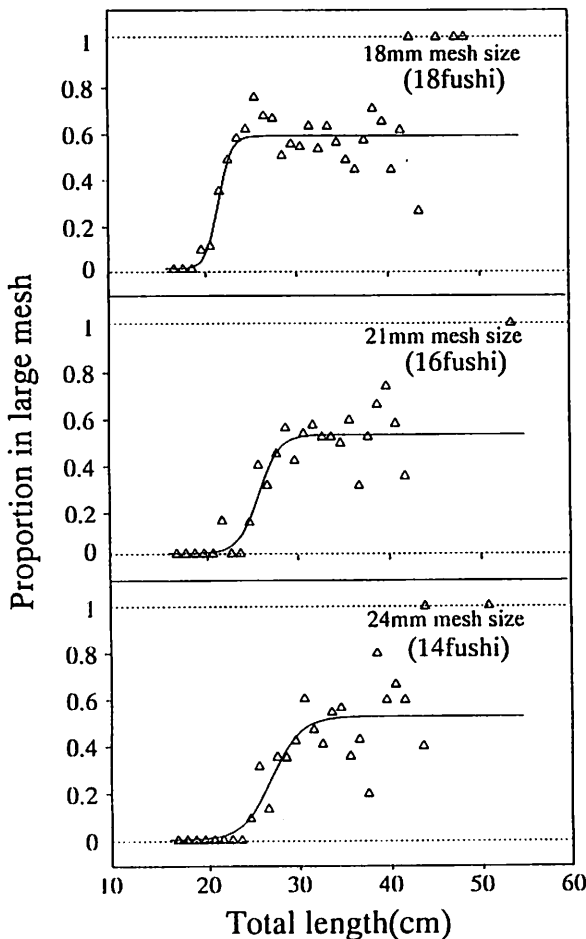 1
18mm mesh size
(18fushi)
0.8
0.6
0.4
0.2
0
1
21mm mesh size
(16fushi)
0.8
0.6
0.4
0.2
0
1
24mm mesh size
(14fushi)
0.8
0.6
0.4
0.2
0
Proportion in large mesh
10 20 30 40 50 60
Total length(cm)